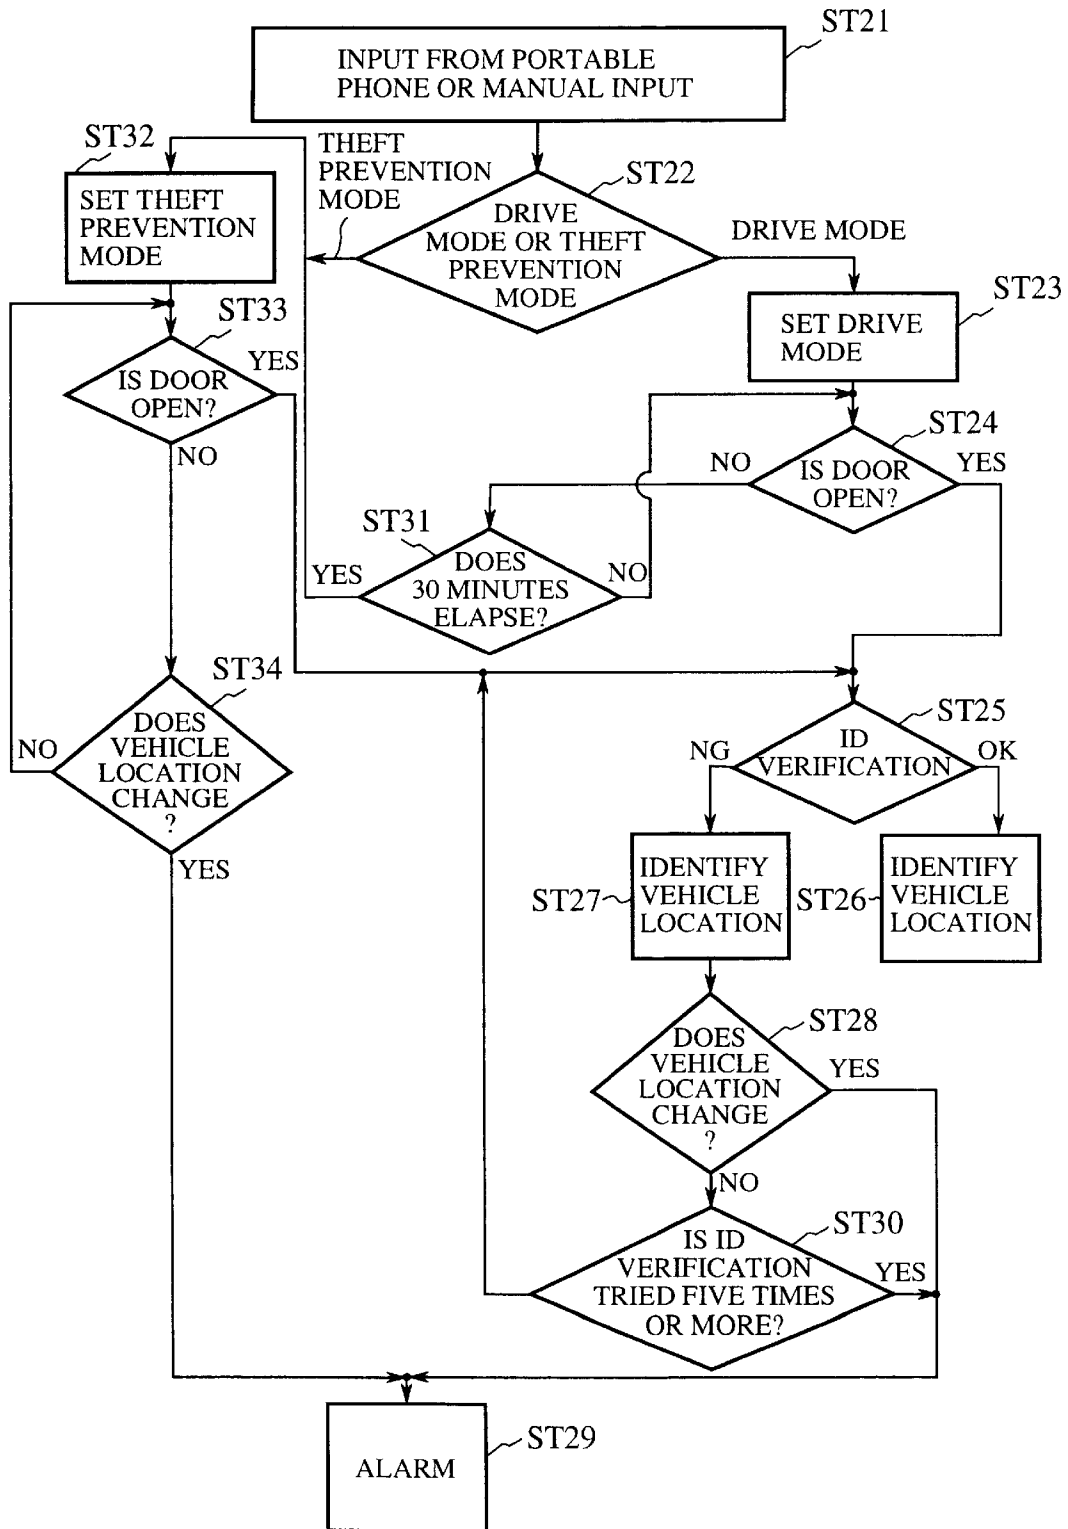 ST21
INPUT FROM PORTABLE
PHONE OR MANUAL INPUT
ST32
THEFT
PREVENTION
MODE
SET THEFT
PREVENTION
MODE
ST22
DRIVE
MODE OR THEFT
PREVENTION
MODE
DRIVE MODE
ST23
SET DRIVE
MODE
ST33
YES
IS DOOR
OPEN?
NO
ST24
NO
IS DOOR
OPEN?
YES
ST31
YES
DOES
30 MINUTES
ELAPSE?
NO
ST34
NO
DOES
VEHICLE
LOCATION
CHANGE
?
YES
ST25
NG
ID
VERIFICATION
OK
ST27
IDENTIFY
VEHICLE
LOCATION
ST26
IDENTIFY
VEHICLE
LOCATION
ST28
DOES
VEHICLE
LOCATION
CHANGE
?
YES
NO
ST30
IS ID
VERIFICATION
TRIED FIVE TIMES
OR MORE?
YES
ST29
ALARM